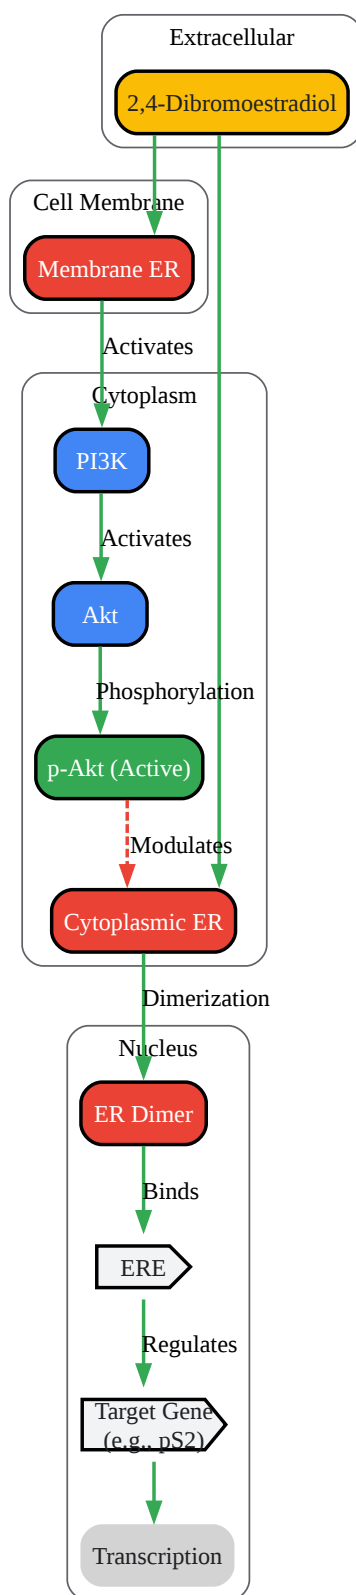 Extracellular
2,4-Dibromoestradiol
Cell Membrane
Membrane ER
Activates
Cytoplasm
PI3K
Activates
Akt
Phosphorylation
p-Akt (Active)
Modulates
Cytoplasmic ER
Dimerization
Nucleus
ER Dimer
Binds
ERE
Regulates
Target Gene
(e.g., pS2)
Transcription